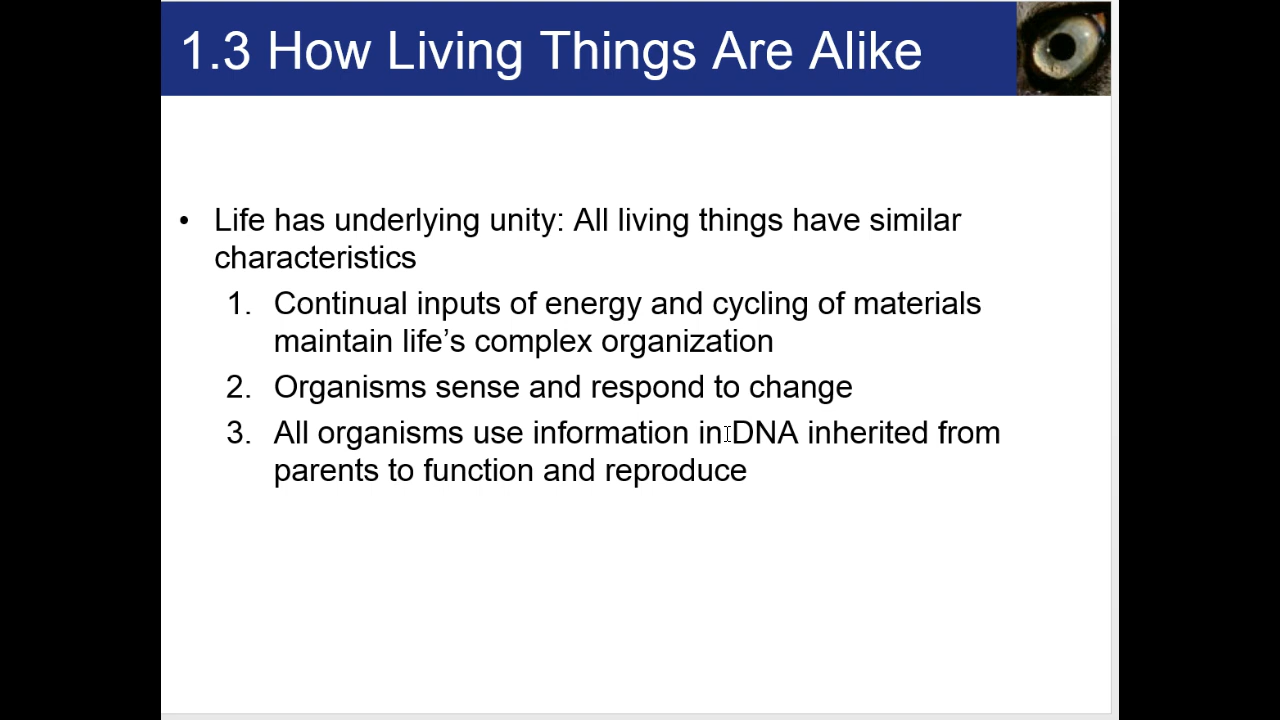 1.3 How Living Things Are Alike
• Life has underlying unity: All living things have similar
characteristics
1. Continual inputs of energy and cycling of materials
maintain life’s complex organization
2. Organisms sense and respond to change
3. All organisms use information in DNA inherited from
parents to function and reproduce